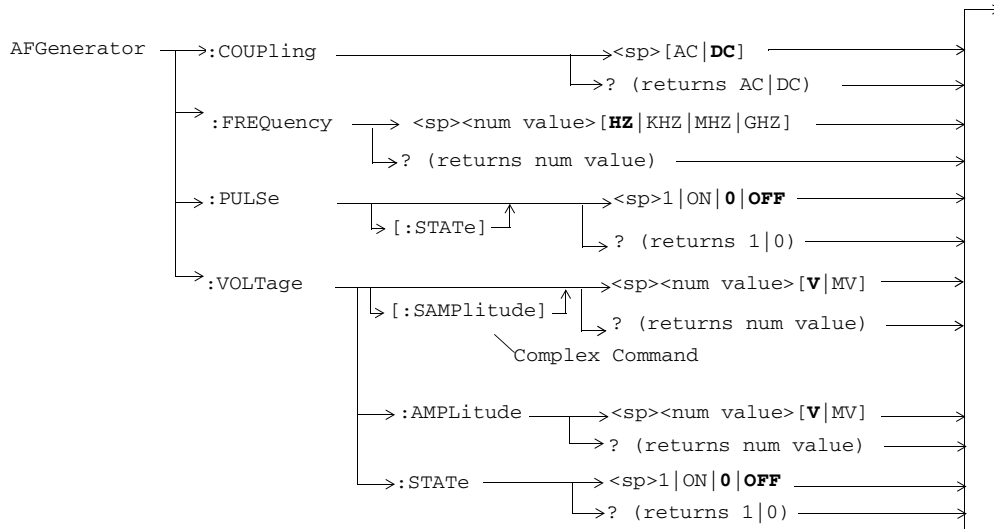 AFGenerator :COUPling <sp>[AC|DC]
? (returns AC|DC)
:FREQuency <sp><num value>[HZ|KHZ|MHZ|GHZ]
? (returns num value)
:PULSe <sp>1|ON|0|OFF
[:STATe]
? (returns 1|0)
:VOLTage <sp><num value>[V|MV]
[:SAMPlitude]
? (returns num value)
Complex Command
:AMPLitude <sp><num value>[V|MV]
? (returns num value)
:STATe <sp>1|ON|0|OFF
? (returns 1|0)